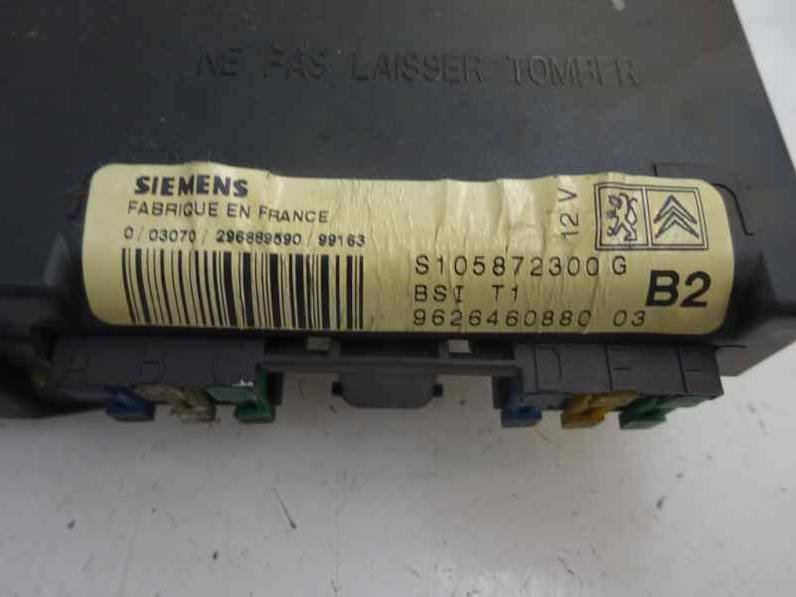 NE PAS LAISSER TOMBER
SIEMENS
FABRIQUE EN FRANCE
0 / 03070 / 296889590 / 99163
12 V
S105872300 G
BSI T1
B2
9626460880 03
A B C D E F